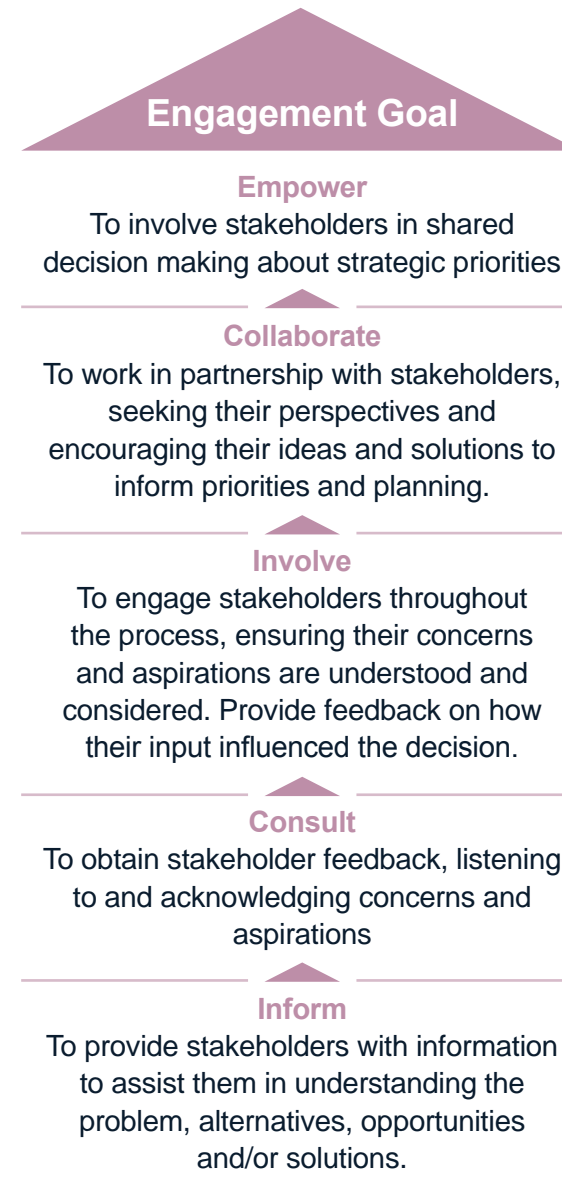 Engagement Goal
Empower
To involve stakeholders in shared
decision making about strategic priorities
Collaborate
To work in partnership with stakeholders,
seeking their perspectives and
encouraging their ideas and solutions to
inform priorities and planning.
Involve
To engage stakeholders throughout
the process, ensuring their concerns
and aspirations are understood and
considered. Provide feedback on how
their input influenced the decision.
Consult
To obtain stakeholder feedback, listening
to and acknowledging concerns and
aspirations
Inform
To provide stakeholders with information
to assist them in understanding the
problem, alternatives, opportunities
and/or solutions.